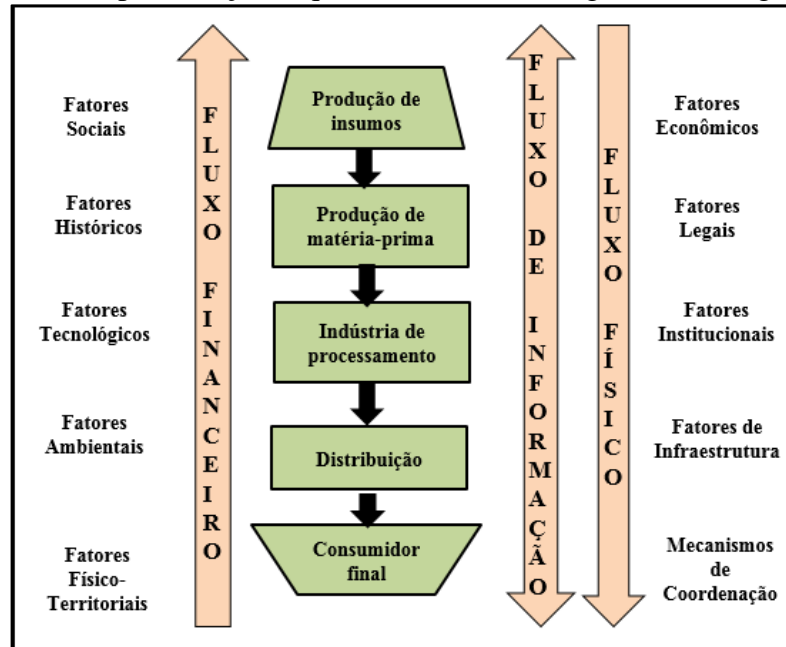 Fatores
Sociais
Fatores
Históricos
Fatores
Tecnológicos
Fatores
Ambientais
Fatores
Físico-
Territoriais
FLUXO FINANCEIRO
Produção de
insumos
Produção de
matéria-prima
Indústria de
processamento
Distribuição
Consumidor
final
FLUXO DE INFORMAÇÃO
FLUXO FÍSICO
Fatores
Econômicos
Fatores
Legais
Fatores
Institucionais
Fatores de
Infraestrutura
Mecanismos
de
Coordenação